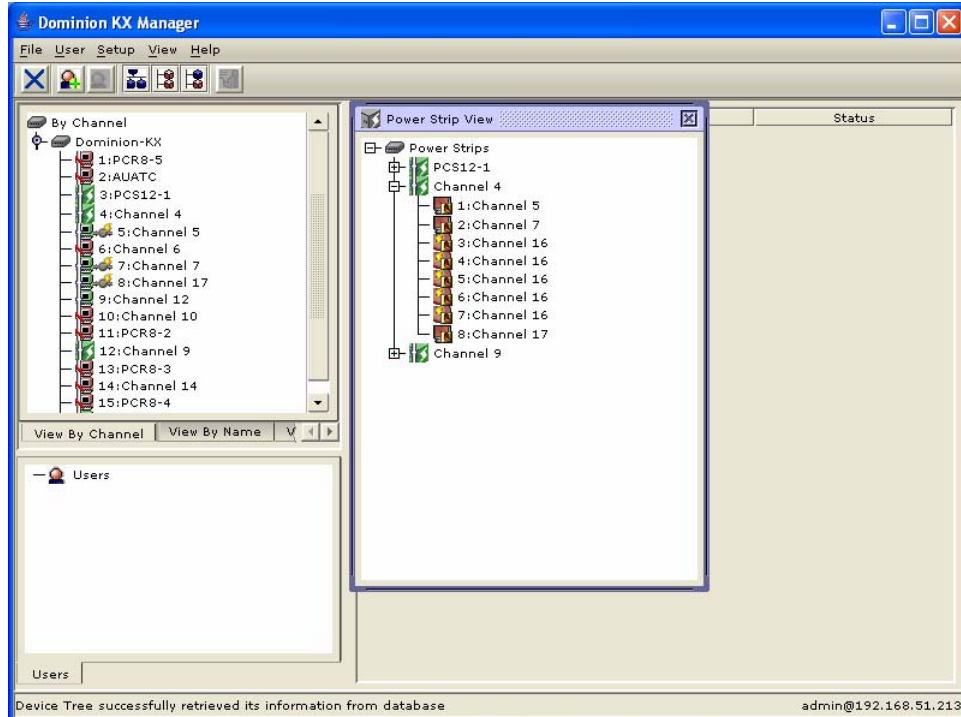 Dominion KX Manager
File User Setup View Help
By Channel
Dominion-KX
1:PCR8-5
2:AUATC
3:PCS12-1
4:Channel 4
5:Channel 5
6:Channel 6
7:Channel 7
8:Channel 17
9:Channel 12
10:Channel 10
11:PCR8-2
12:Channel 9
13:PCR8-3
14:Channel 14
15:PCR8-4
View By Channel View By Name V
Users
Users
Power Strip View
Power Strips
PCS12-1
Channel 4
1:Channel 5
2:Channel 7
3:Channel 16
4:Channel 16
5:Channel 16
6:Channel 16
7:Channel 16
8:Channel 17
Channel 9
Status
Device Tree successfully retrieved its information from database
admin@192.168.51.213